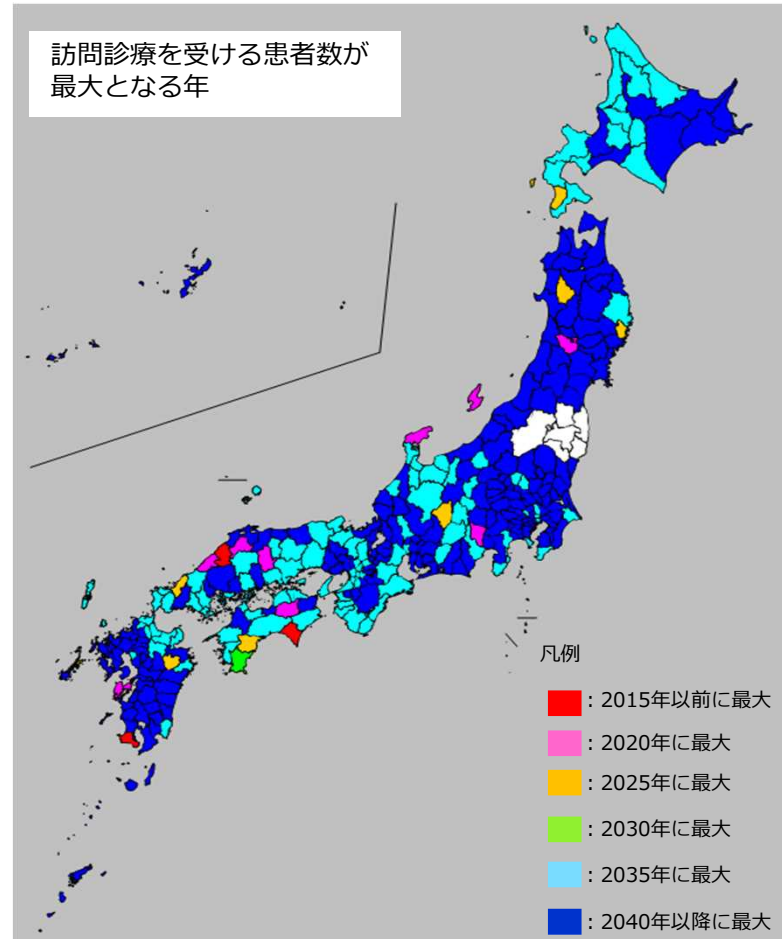 訪問診療を受ける患者数が
最大となる年
凡例
：2015年以前に最大
：2020年に最大
：2025年に最大
：2030年に最大
：2035年に最大
：2040年以降に最大